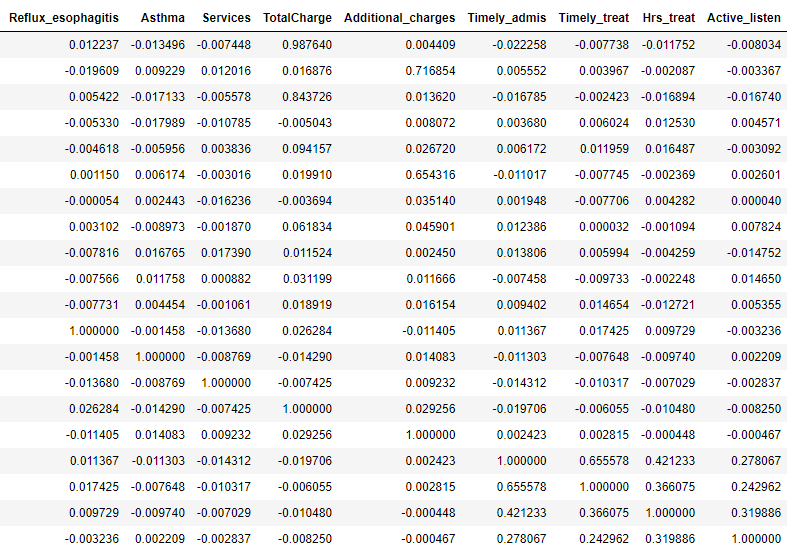 Reflux_esophagitis Asthma Services TotalCharge Additional_charges Timely_admis Timely_treat Hrs_treat Active_listen
0.012237 -0.013496 -0.007448 0.987640 0.004409 -0.022258 -0.007738 -0.011752 -0.008034
-0.019609 0.009229 0.012016 0.016876 0.716854 0.005552 0.003967 -0.002087 -0.003367
0.005422 -0.017133 -0.005578 0.843726 0.013620 -0.016785 -0.002423 -0.016894 -0.016740
-0.005330 -0.017989 -0.010785 -0.005043 0.008072 0.003680 0.006024 0.012530 0.004571
-0.004618 -0.005956 0.003836 0.094157 0.026720 0.006172 0.011959 0.016487 -0.003092
0.001150 0.006174 -0.003016 0.019910 0.654316 -0.011017 -0.007745 -0.002369 0.002601
-0.000054 0.002443 -0.016236 -0.003694 0.035140 0.001948 -0.007706 0.004282 0.000040
0.003102 -0.008973 -0.001870 0.061834 0.045901 0.012386 0.000032 -0.001094 0.007824
-0.007816 0.016765 0.017390 0.011524 0.002450 0.013806 0.005994 -0.004259 -0.014752
-0.007566 0.011758 0.000882 0.031199 0.011666 -0.007458 -0.009733 -0.002248 0.014650
-0.007731 0.004454 -0.001061 0.018919 0.016154 0.009402 0.014654 -0.012721 0.005355
1.000000 -0.001458 -0.013680 0.026284 -0.011405 0.011367 0.017425 0.009729 -0.003236
-0.001458 1.000000 -0.008769 -0.014290 0.014083 -0.011303 -0.007648 -0.009740 0.002209
-0.013680 -0.008769 1.000000 -0.007425 0.009232 -0.014312 -0.010317 -0.007029 -0.002837
0.026284 -0.014290 -0.007425 1.000000 0.029256 -0.019706 -0.006055 -0.010480 -0.008250
-0.011405 0.014083 0.009232 0.029256 1.000000 0.002423 0.002815 -0.000448 -0.000467
0.011367 -0.011303 -0.014312 -0.019706 0.002423 1.000000 0.655578 0.421233 0.278067
0.017425 -0.007648 -0.010317 -0.006055 0.002815 0.655578 1.000000 0.366075 0.242962
0.009729 -0.009740 -0.007029 -0.010480 -0.000448 0.421233 0.366075 1.000000 0.319886
-0.003236 0.002209 -0.002837 -0.008250 -0.000467 0.278067 0.242962 0.319886 1.000000